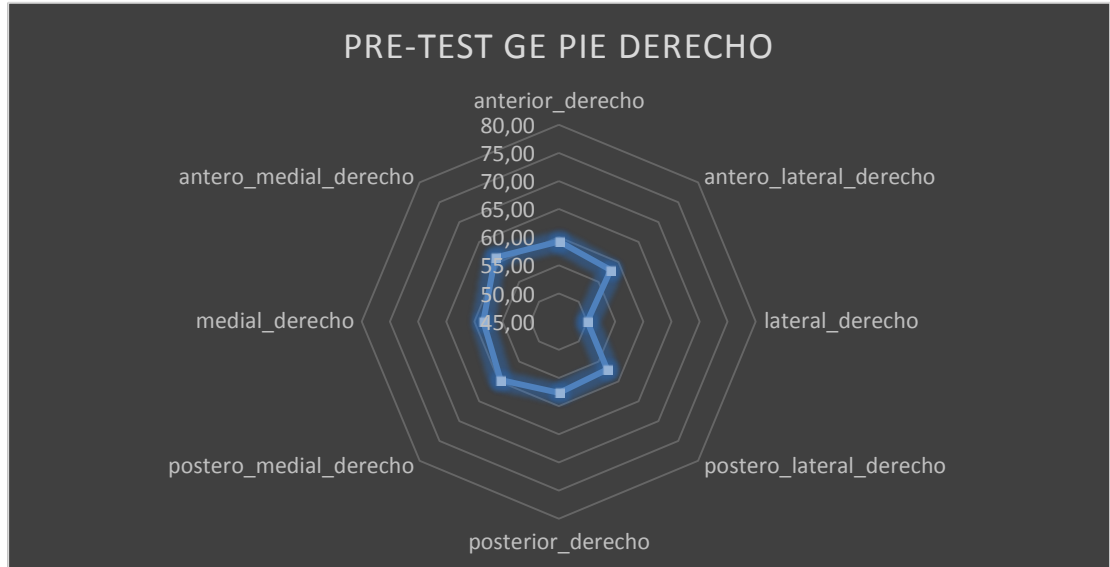 PRE-TEST GE PIE DERECHO
anterior_derecho
80,00
75,00
70,00
65,00
60,00
55,00
50,00
45,00
antero_medial_derecho
antero_lateral_derecho
medial_derecho
lateral_derecho
postero_medial_derecho
postero_lateral_derecho
posterior_derecho